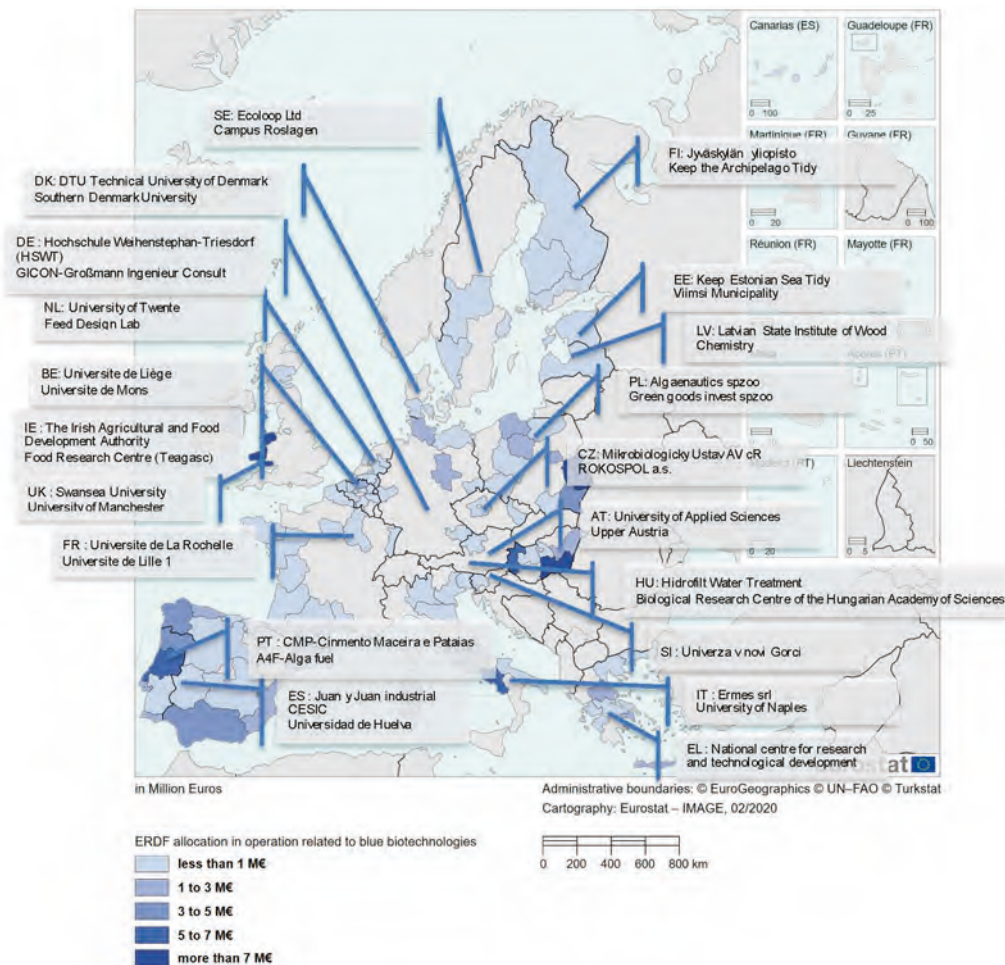 Canarias (ES)
0 100
Guadeloupe (FR)
0 25
Martinique (FR)
0 20
Guyane (FR)
0 100
Réunion (FR)
Mayotte (FR)
0 50
Liechtenstein
0 20
0 5
SE: Ecoloop Ltd
Campus Roslagen
FI: Jyväskylän yliopisto
Keep the Archipelago Tidy
DK: DTU Technical University of Denmark
Southern Denmark University
DE : Hochschule Weihenstephan-Triesdorf
(HSWT)
GICON-Großmann Ingenieur Consult
EE: Keep Estonian Sea Tidy
Viimsi Municipality
NL: University of Twente
Feed Design Lab
LV: Latvian State Institute of Wood
Chemistry
BE: Universite de Liège
Universite de Mons
PL: Algaenautics spzoo
Green goods invest spzoo
IE : The Irish Agricultural and Food
Development Authority
Food Research Centre (Teagasc)
CZ: Mikrobiologicky Ustav AV cR
ROKOSPOL a.s.
UK : Swansea University
University of Manchester
AT: University of Applied Sciences
Upper Austria
FR : Universite de La Rochelle
Universite de Lille 1
HU: Hidrofilt Water Treatment
Biological Research Centre of the Hungarian Academy of Sciences
PT : CMP-Cinmento Maceira e Pataias
A4F-Alga fuel
SI : Univerza v novi Gorci
ES : Juan y Juan industrial
CESIC
Universidad de Huelva
IT : Ermes srl
University of Naples
EL : National centre for research
and technological development
in Million Euros
Administrative boundaries: © EuroGeographics © UN–FAO © Turkstat
Cartography: Eurostat – IMAGE, 02/2020
ERDF allocation in operation related to blue biotechnologies
less than 1 M€
1 to 3 M€
3 to 5 M€
5 to 7 M€
more than 7 M€
0 200 400 600 800 km